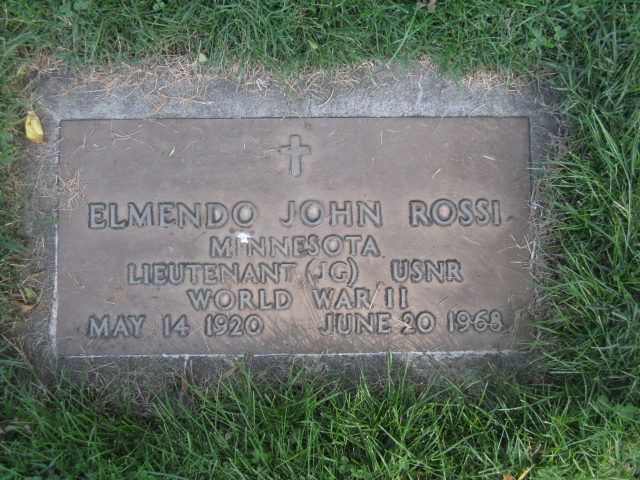 ELMENDO JOHN ROSSI
MINNESOTA
LIEUTENANT (JG) USNR
WORLD WAR II
MAY 14 1920 JUNE 20 1968